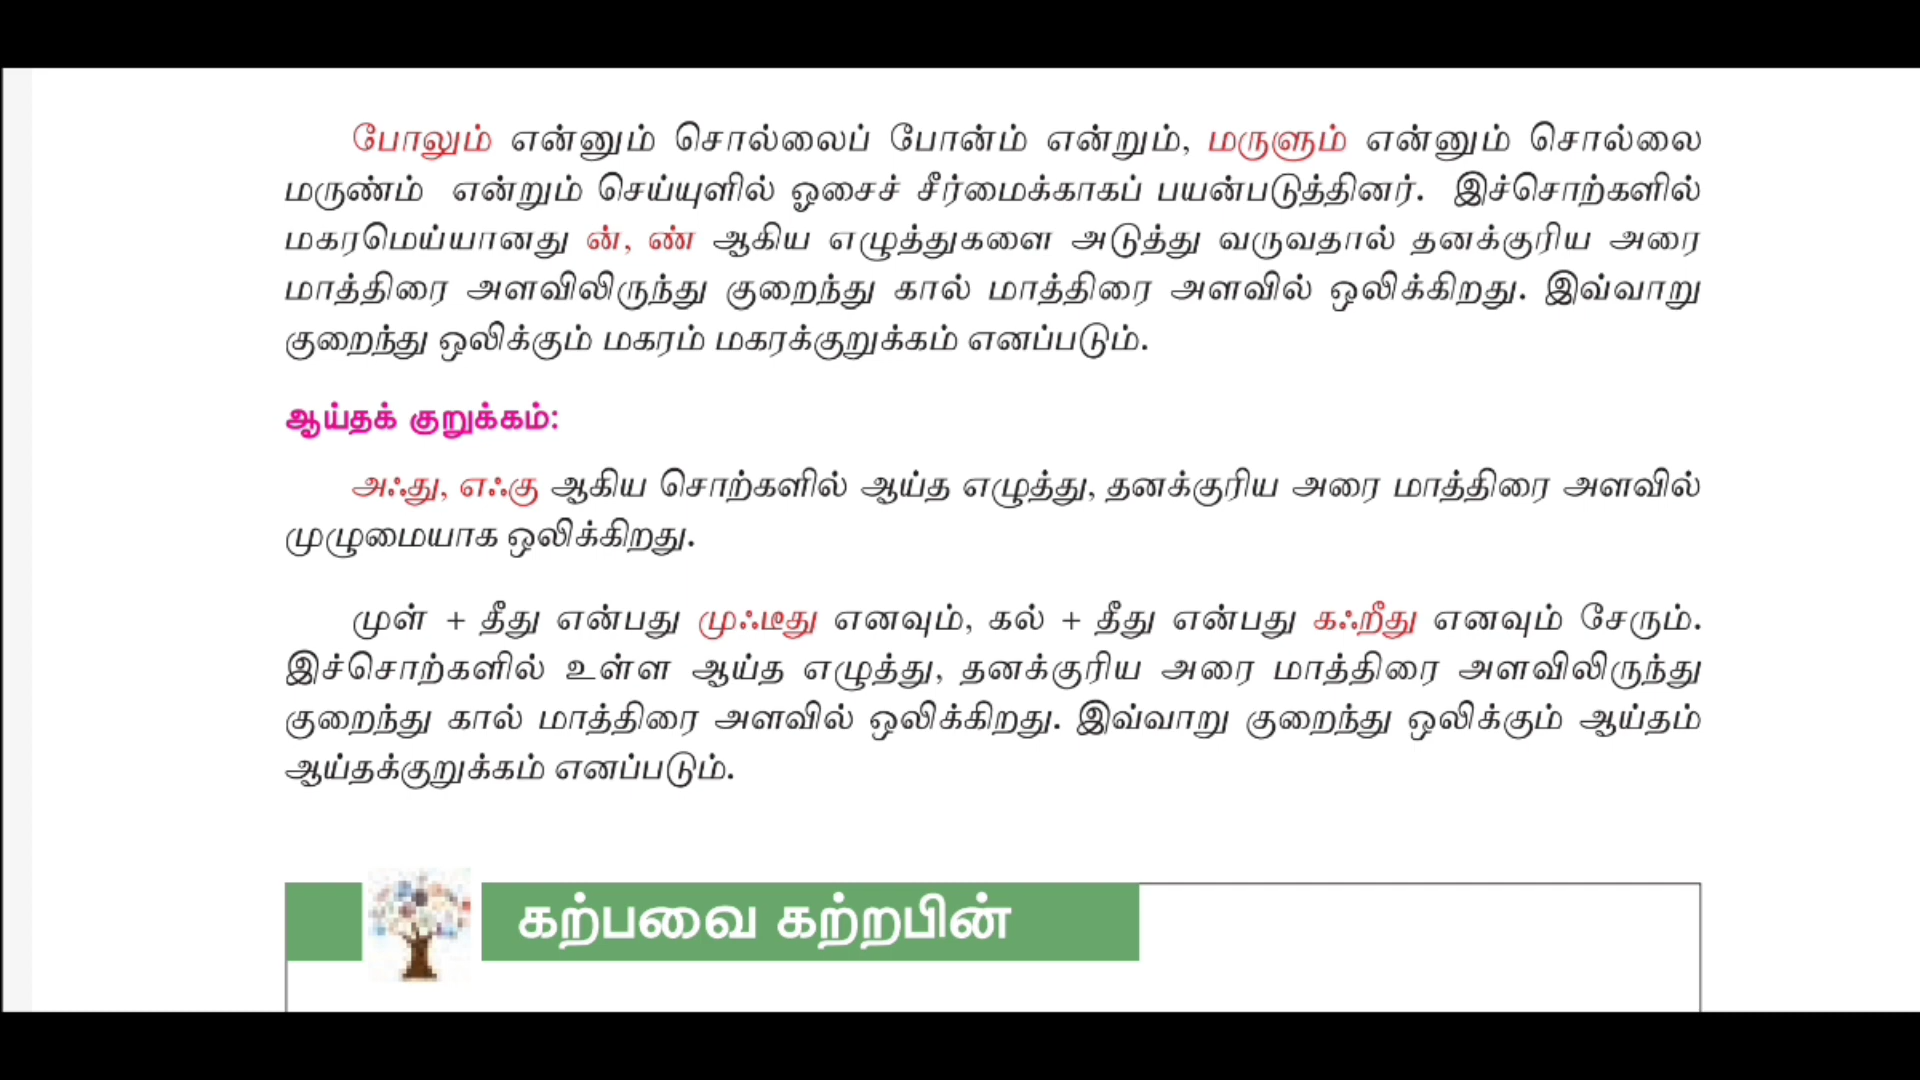 போலும் என்னும் சொல்லைப் போன்ம் என்றும், மருளும் என்னும் சொல்லை
மருண்ம் என்றும் செய்யுளில் ஓசைச் சீர்மைக்காகப் பயன்படுத்தினர். இச்சொற்களில்
மகரமெய்யானது ன், ண் ஆகிய எழுத்துகளை அடுத்து வருவதால் தனக்குரிய அரை
மாத்திரை அளவிலிருந்து குறைந்து கால் மாத்திரை அளவில் ஒலிக்கிறது. இவ்வாறு
குறைந்து ஒலிக்கும் மகரம் மகரக்குறுக்கம் எனப்படும்.
ஆய்தக் குறுக்கம்:
அஃது, எஃகு ஆகிய சொற்களில் ஆய்த எழுத்து, தனக்குரிய அரை மாத்திரை அளவில்
முழுமையாக ஒலிக்கிறது.
முள் + தீது என்பது முஃடீது எனவும், கல் + தீது என்பது கஃறீது எனவும் சேரும்.
இச்சொற்களில் உள்ள ஆய்த எழுத்து, தனக்குரிய அரை மாத்திரை அளவிலிருந்து
குறைந்து கால் மாத்திரை அளவில் ஒலிக்கிறது. இவ்வாறு குறைந்து ஒலிக்கும் ஆய்தம்
ஆய்தக்குறுக்கம் எனப்படும்.
கற்பவை கற்றபின்